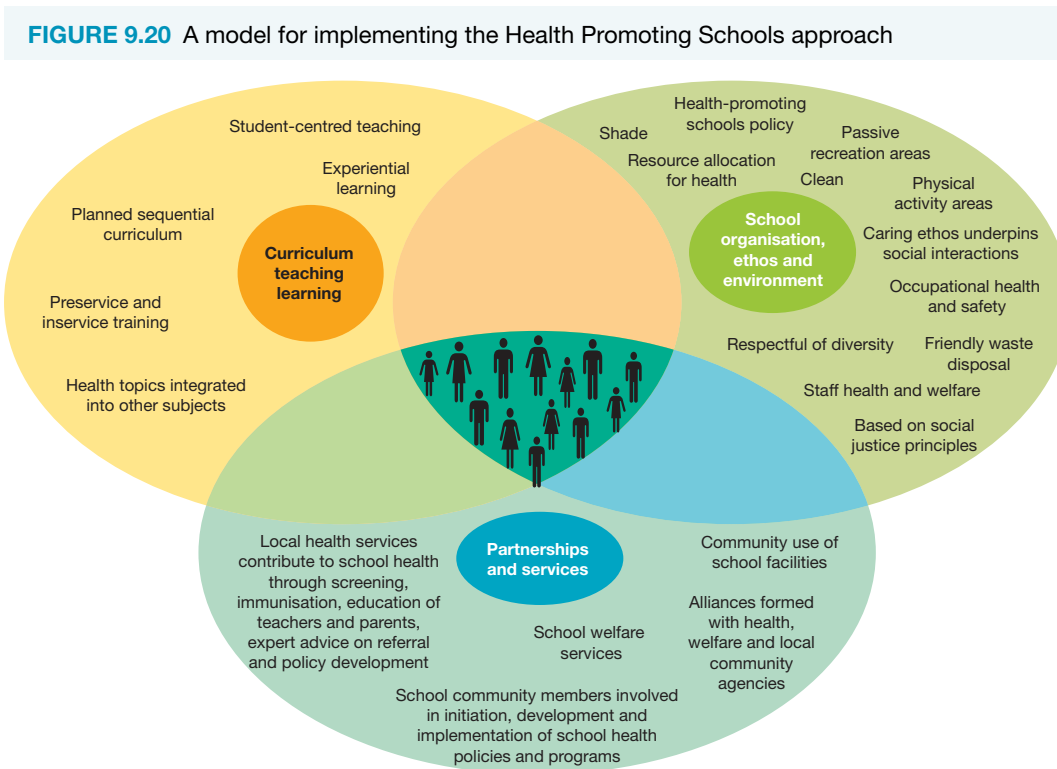 FIGURE 9.20 A model for implementing the Health Promoting Schools approach
Student-centred teaching
Experiential
learning
Planned sequential
curriculum
Curriculum
teaching
learning
Preservice and
inservice training
Health topics integrated
into other subjects
Health-promoting
schools policy
Shade
Passive
recreation areas
Resource allocation
for health
Clean
Physical
activity areas
School
organisation,
ethos and
environment
Caring ethos underpins
social interactions
Occupational health
and safety
Respectful of diversity
Friendly waste
disposal
Staff health and welfare
Based on social
justice principles
Local health services
contribute to school health
through screening,
immunisation, education of
teachers and parents,
expert advice on referral
and policy development
Partnerships
and services
Community use of
school facilities
School welfare
services
Alliances formed
with health,
welfare and local
community
agencies
School community members involved
in initiation, development and
implementation of school health
policies and programs